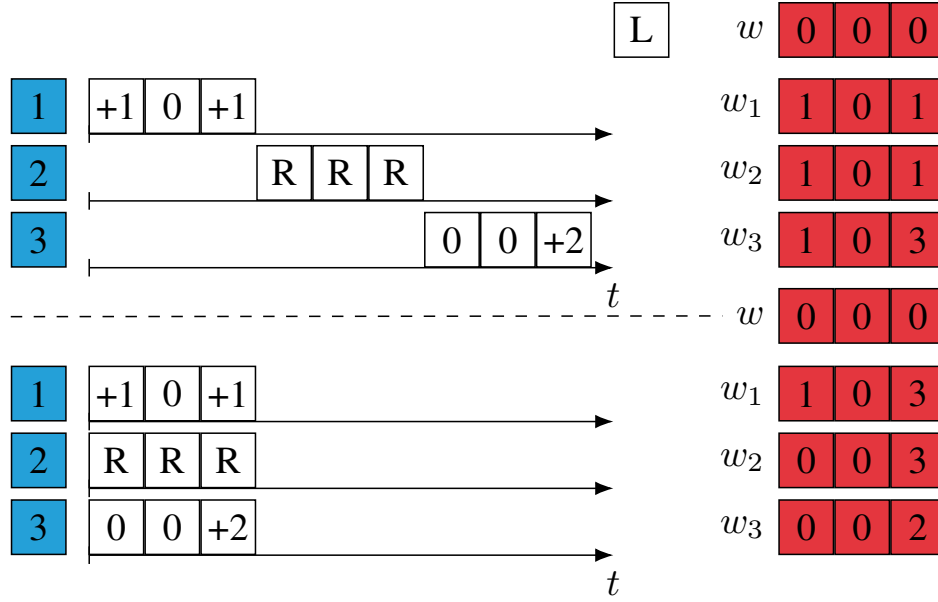 L w 0 0 0
1 +1 0 +1 w₁ 1 0 1
2 R R R w₂ 1 0 1
3 0 0 +2 w₃ 1 0 3
t
w 0 0 0
1 +1 0 +1 w₁ 1 0 3
2 R R R w₂ 0 0 3
3 0 0 +2 w₃ 0 0 2
t